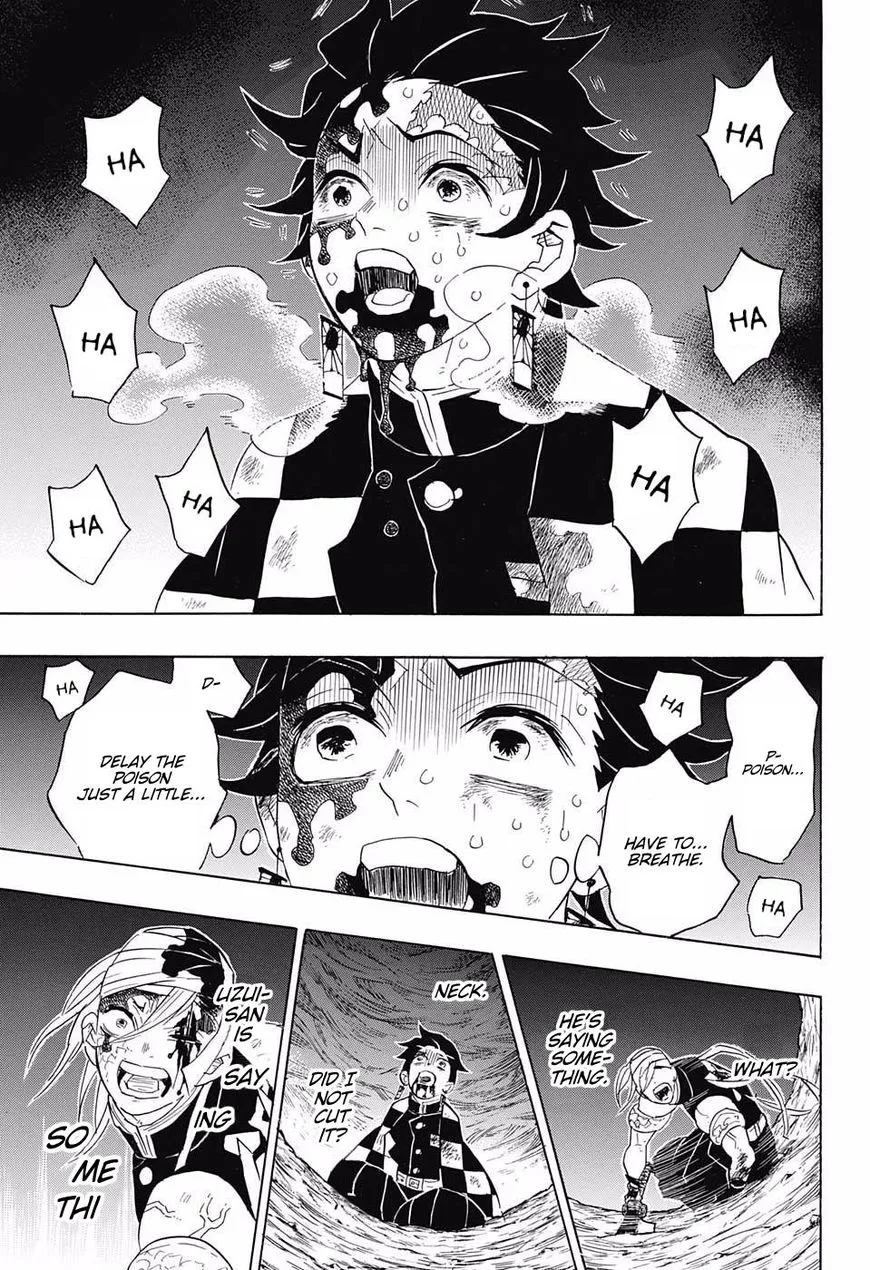 HA
HA
HA
HA
HA
HA
HA
P-
POISON...
HA
HAVE TO...
BREATHE.
HA
D-
DELAY THE
POISON
JUST A LITTLE...
HA
WHAT?
HE'S
SAYING
SOME-
THING.
NECK.
DID I
NOT
CUT
IT?
UZUI-
SAN
IS
SAY
ING
SO
ME
THI